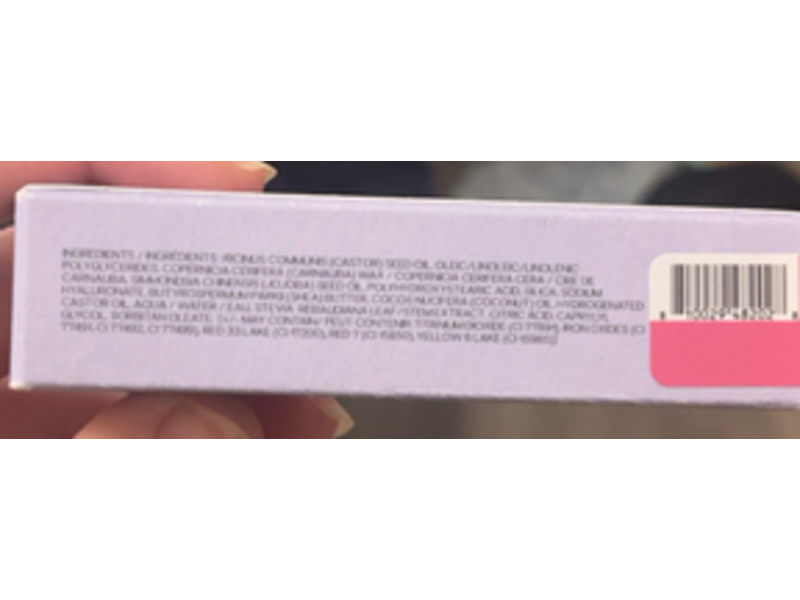 INGREDIENTS / INGRÉDIENTS: RICINUS COMMUNIS (CASTOR) SEED OIL, OLEIC/LINOLEIC/LINOLENIC
POLYGLYCERIDES, COPERNICIA CERIFERA (CARNAUBA) WAX / COPERNICIA CERIFERA CERA / CIRE DE
CARNAUBA, SIMMONDSIA CHINENSIS (JOJOBA) SEED OIL, POLYHYDROXYSTEARIC ACID, SILICA, SODIUM
HYALURONATE, BUTYROSPERMUM PARKII (SHEA) BUTTER, COCOS NUCIFERA (COCONUT) OIL, HYDROGENATED
CASTOR OIL, AQUA / WATER / EAU, STEVIA REBAUDIANA LEAF / STEM EXTRACT, CITRIC ACID, CAPRYLYL
GLYCOL, SORBITAN OLEATE. [+/- MAY CONTAIN/ PEUT CONTENIR: TITANIUM DIOXIDE (CI 77891), IRON OXIDES (CI
77491, CI 77492, CI 77499), RED 33 LAKE (CI 17200), RED 7 (CI 15850), YELLOW 6 LAKE (CI 15985)]
8 10029 48202 8